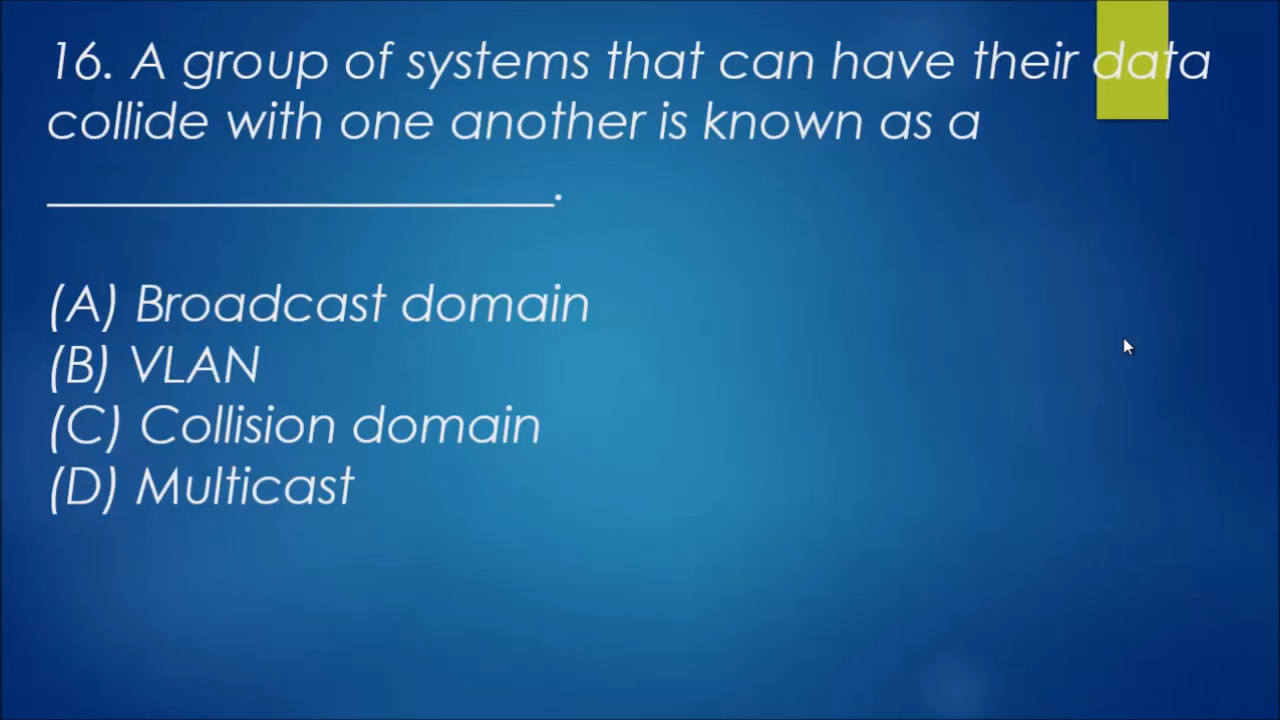 16. A group of systems that can have their data
collide with one another is known as a
____________________.
(A) Broadcast domain
(B) VLAN
(C) Collision domain
(D) Multicast